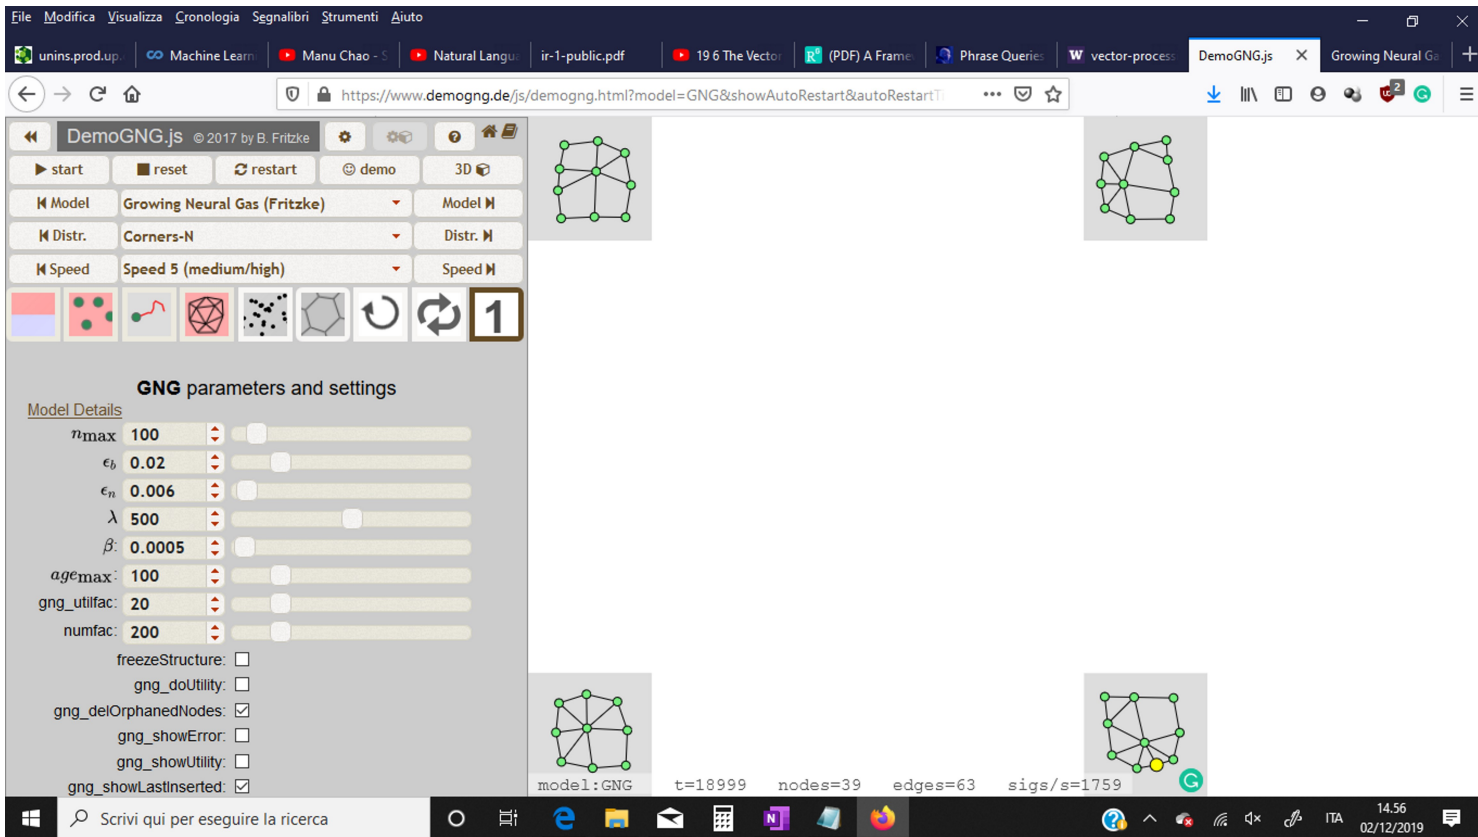 File Modifica Visualizza Cronologia Segnalibri Strumenti Aiuto
unins.prod.up. Machine Learn Manu Chao - S Natural Langua ir-1-public.pdf 19 6 The Vector (PDF) A Frame Phrase Queries vector-process DemoGNG.js Growing Neural Ga
https://www.demogng.de/js/demogng.html?model=GNG&showAutoRestart&autoRestartT
DemoGNG.js © 2017 by B. Fritzke
start reset restart demo 3D
Model Growing Neural Gas (Fritzke) Model
Distr. Corners-N Distr.
Speed Speed 5 (medium/high) Speed
1
GNG parameters and settings
Model Details
nmax 100
ϵb 0.02
ϵn 0.006
λ 500
β: 0.0005
agemax: 100
gng_utilfac: 20
numfac: 200
freezeStructure:
gng_doUtility:
gng_delOrphanedNodes:
gng_showError:
gng_showUtility:
gng_showLastInserted:
model:GNG t=18999 nodes=39 edges=63 sigs/s=1759
Scrivi qui per eseguire la ricerca
ITA
14.56
02/12/2019